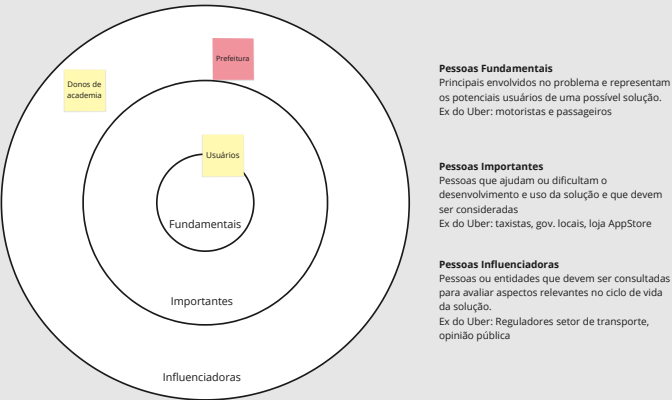 Prefeitura
Donos de
academia
Usuários
Fundamentais
Importantes
Influenciadoras
Pessoas Fundamentais
Principais envolvidos no problema e representam
os potenciais usuários de uma possível solução.
Ex do Uber: motoristas e passageiros
Pessoas Importantes
Pessoas que ajudam ou dificultam o
desenvolvimento e uso da solução e que devem
ser consideradas
Ex do Uber: taxistas, gov. locais, loja AppStore
Pessoas Influenciadoras
Pessoas ou entidades que devem ser consultadas
para avaliar aspectos relevantes no ciclo de vida
da solução.
Ex do Uber: Reguladores setor de transporte,
opinião pública